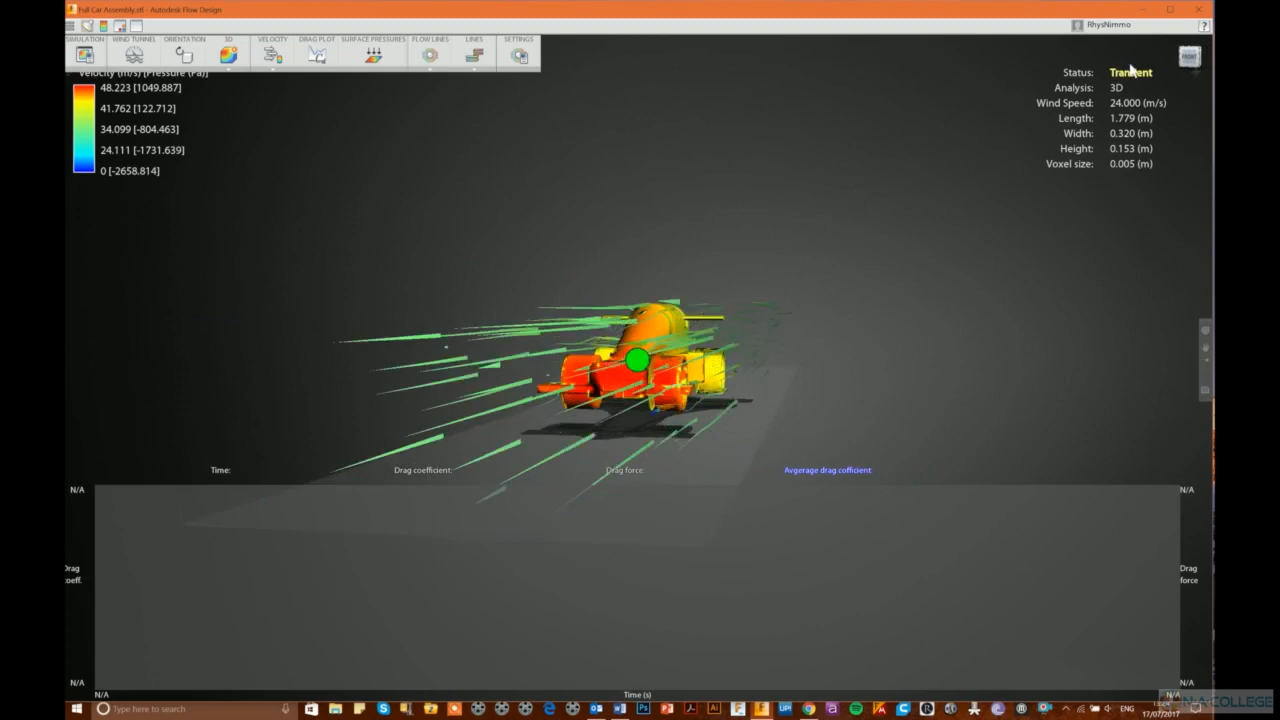 Full Car Assembly.stl - Autodesk Flow Design
RhysNimmo
?
SIMULATION WIND TUNNEL ORIENTATION 3D VELOCITY DRAG PLOT SURFACE PRESSURES FLOW LINES LINES SETTINGS
Velocity (m/s) [Pressure (Pa)]
48.223 [1049.887]
41.762 [122.712]
34.099 [-804.463]
24.111 [-1731.639]
0 [-2658.814]
FRONT
Status: Transient
Analysis: 3D
Wind Speed: 24.000 (m/s)
Length: 1.779 (m)
Width: 0.320 (m)
Height: 0.153 (m)
Voxel size: 0.005 (m)
Time: Drag coefficient: Drag force: Avgerage drag cofficient
N/A N/A
Drag
coeff.
Drag
force
N/A N/A
N/A Time (s) N/A
Type here to search
ENG
13:24
17/07/2017